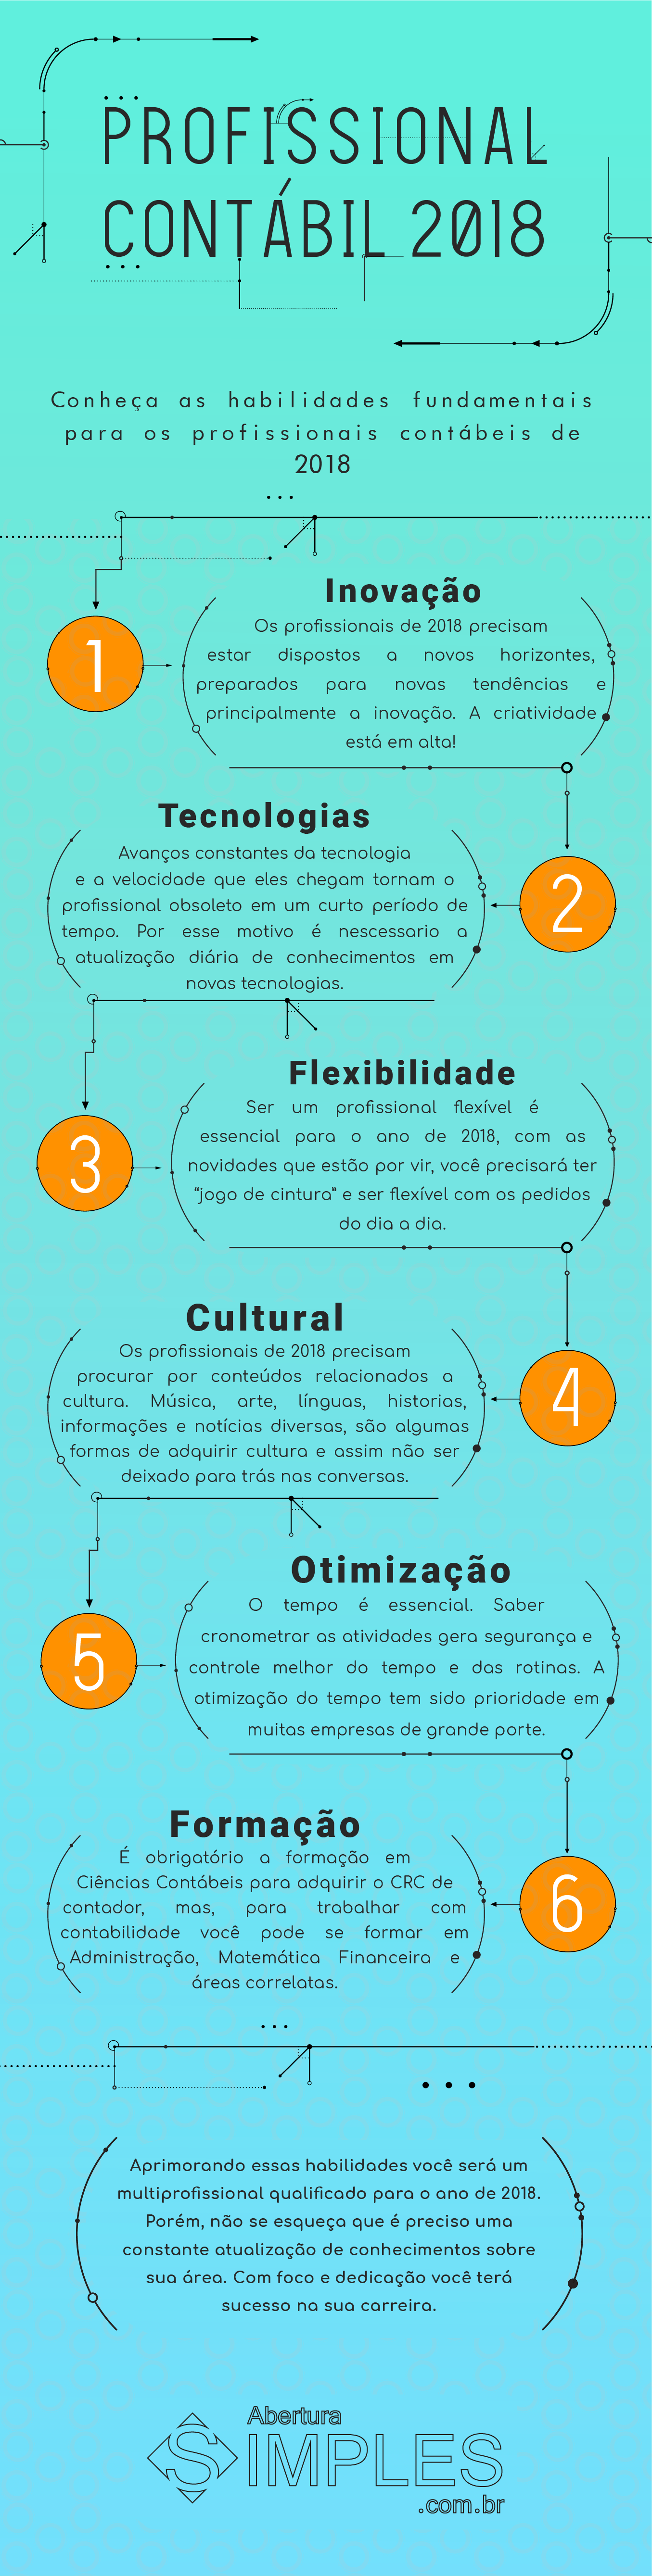 PROFISSIONAL
CONTÁBIL 2018
Conheça as habilidades fundamentais
para os profissionais contábeis de
2018
Inovação
1
Os profissionais de 2018 precisam
estar dispostos a novos horizontes,
preparados para novas tendências e
principalmente a inovação. A criatividade
está em alta!
Tecnologias
2
Avanços constantes da tecnologia
e a velocidade que eles chegam tornam o
profissional obsoleto em um curto período de
tempo. Por esse motivo é nescessario a
atualização diária de conhecimentos em
novas tecnologias.
Flexibilidade
3
Ser um profissional flexível é
essencial para o ano de 2018, com as
novidades que estão por vir, você precisará ter
“jogo de cintura” e ser flexível com os pedidos
do dia a dia.
Cultural
4
Os profissionais de 2018 precisam
procurar por conteúdos relacionados a
cultura. Música, arte, línguas, historias,
informações e notícias diversas, são algumas
formas de adquirir cultura e assim não ser
deixado para trás nas conversas.
Otimização
5
O tempo é essencial. Saber
cronometrar as atividades gera segurança e
controle melhor do tempo e das rotinas. A
otimização do tempo tem sido prioridade em
muitas empresas de grande porte.
Formação
6
É obrigatório a formação em
Ciências Contábeis para adquirir o CRC de
contador, mas, para trabalhar com
contabilidade você pode se formar em
Administração, Matemática Financeira e
áreas correlatas.
Aprimorando essas habilidades você será um
multiprofissional qualificado para o ano de 2018.
Porém, não se esqueça que é preciso uma
constante atualização de conhecimentos sobre
sua área. Com foco e dedicação você terá
sucesso na sua carreira.
Abertura
SIMPLES
.com.br